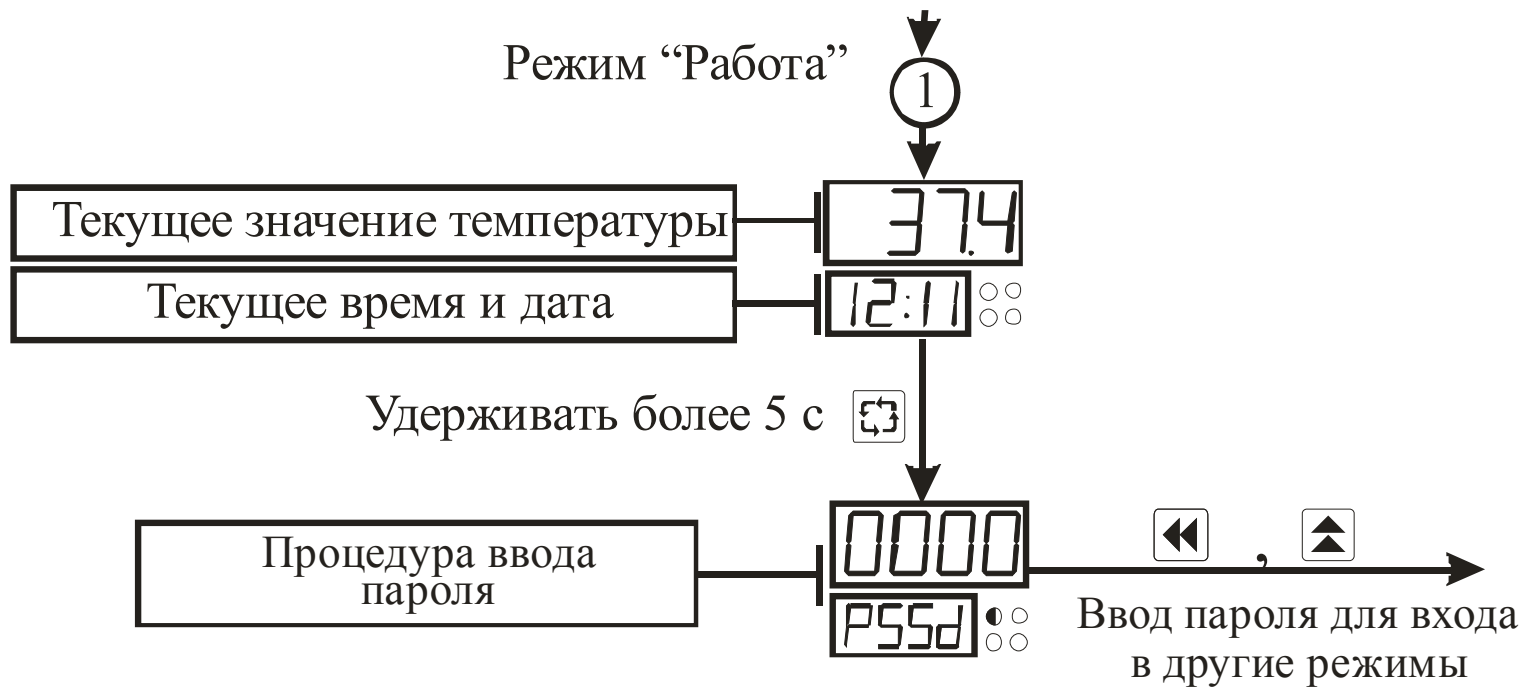 Режим “Работа”
1
Текущее значение температуры
37.4
Текущее время и дата
12:11
Удерживать более 5 с
Процедура ввода
пароля
0000
PSSd
,
Ввод пароля для входа
в другие режимы